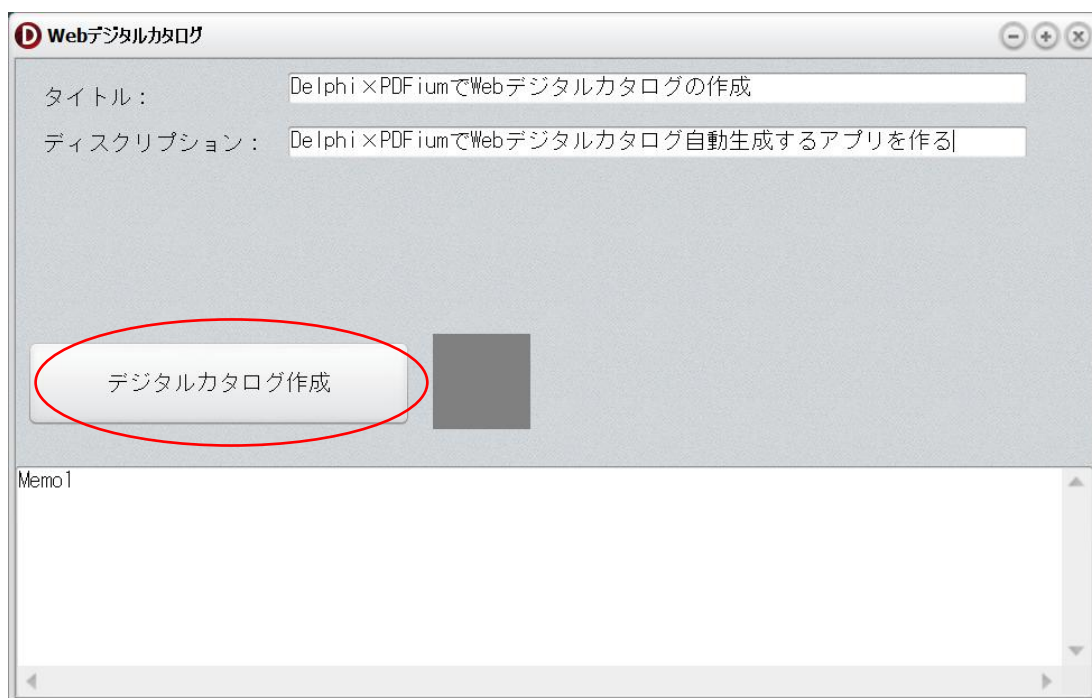 Webデジタルカタログ
タイトル：
Delphi×PDFiumでWebデジタルカタログの作成
ディスクリプション：
Delphi×PDFiumでWebデジタルカタログ自動生成するアプリを作る
デジタルカタログ作成
Memo1